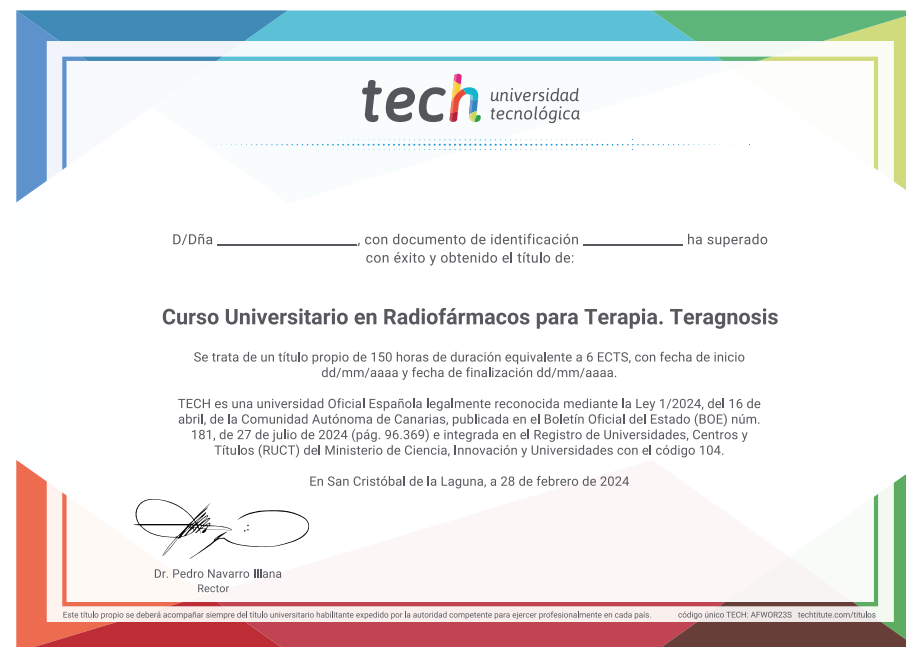 tech universidad
tecnológica
D/Dña ____________________, con documento de identificación ______________ ha superado
con éxito y obtenido el título de:
Curso Universitario en Radiofármacos para Terapia. Teragnosis
Se trata de un título propio de 150 horas de duración equivalente a 6 ECTS, con fecha de inicio
dd/mm/aaaa y fecha de finalización dd/mm/aaaa.
TECH es una universidad Oficial Española legalmente reconocida mediante la Ley 1/2024, del 16 de
abril, de la Comunidad Autónoma de Canarias, publicada en el Boletín Oficial del Estado (BOE) núm.
181, de 27 de julio de 2024 (pág. 96.369) e integrada en el Registro de Universidades, Centros y
Títulos (RUCT) del Ministerio de Ciencia, Innovación y Universidades con el código 104.
En San Cristóbal de la Laguna, a 28 de febrero de 2024
Dr. Pedro Navarro Illana
Rector
Este título propio se deberá acompañar siempre del título universitario habilitante expedido por la autoridad competente para ejercer profesionalmente en cada país. código único TECH: AFWOR23S techtitute.com/titulos